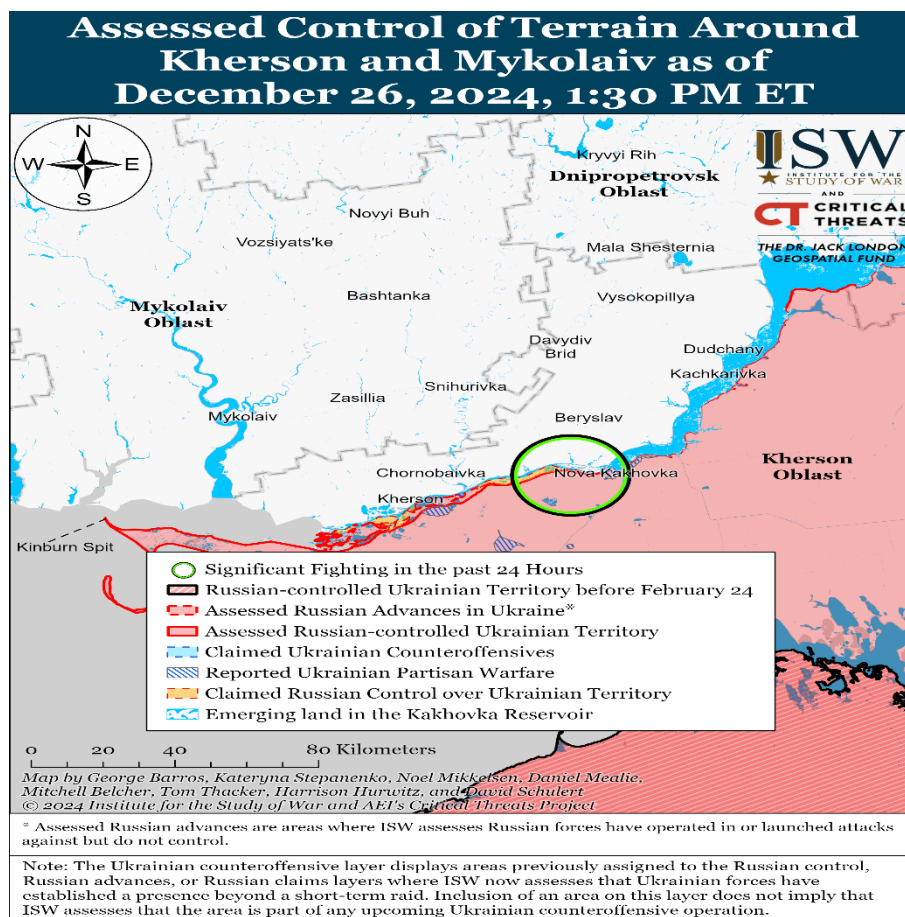 Assessed Control of Terrain Around
Kherson and Mykolaiv as of
December 26, 2024, 1:30 PM ET
N
W E
S
Kryvyi Rih
Dnipropetrovsk
Oblast
ISW
INSTITUTE FOR THE
STUDY OF WAR
AND
CT CRITICAL
THREATS
THE DR. JACK LONDON
GEOSPATIAL FUND
Novyi Buh
Vozsiyats'ke
Mala Shesternia
Bashtanka
Vysokopillya
Mykolaiv
Oblast
Davydiv
Brid
Dudchany
Kachkarivka
Snihurivka
Zasillia
Mykolaiv
Beryslav
Chornobaivka
Nova Kakhovka
Kherson
Oblast
Kherson
Kinburn Spit
Significant Fighting in the past 24 Hours
Russian-controlled Ukrainian Territory before February 24
Assessed Russian Advances in Ukraine*
Assessed Russian-controlled Ukrainian Territory
Claimed Ukrainian Counteroffensives
Reported Ukrainian Partisan Warfare
Claimed Russian Control over Ukrainian Territory
Emerging land in the Kakhovka Reservoir
0 20 40 80 Kilometers
Map by George Barros, Kateryna Stepanenko, Noel Mikkelsen, Daniel Mealie,
Mitchell Belcher, Tom Thacker, Harrison Hurwitz, and David Schulert
© 2024 Institute for the Study of War and AEI's Critical Threats Project
* Assessed Russian advances are areas where ISW assesses Russian forces have operated in or launched attacks
against but do not control.
Note: The Ukrainian counteroffensive layer displays areas previously assigned to the Russian control,
Russian advances, or Russian claims layers where ISW now assesses that Ukrainian forces have
established a presence beyond a short-term raid. Inclusion of an area on this layer does not imply that
ISW assesses that the area is part of any upcoming Ukrainian counteroffensive operation.